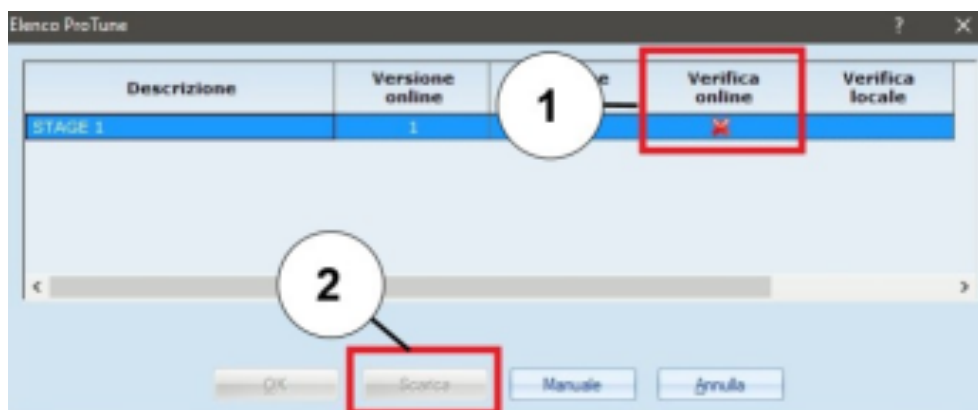 Elenco ProTune
?
Descrizione
Versione online
Verifica online
Verifica locale
STAGE 1
1
1
2
OK
Scarica
Manuale
Annulla